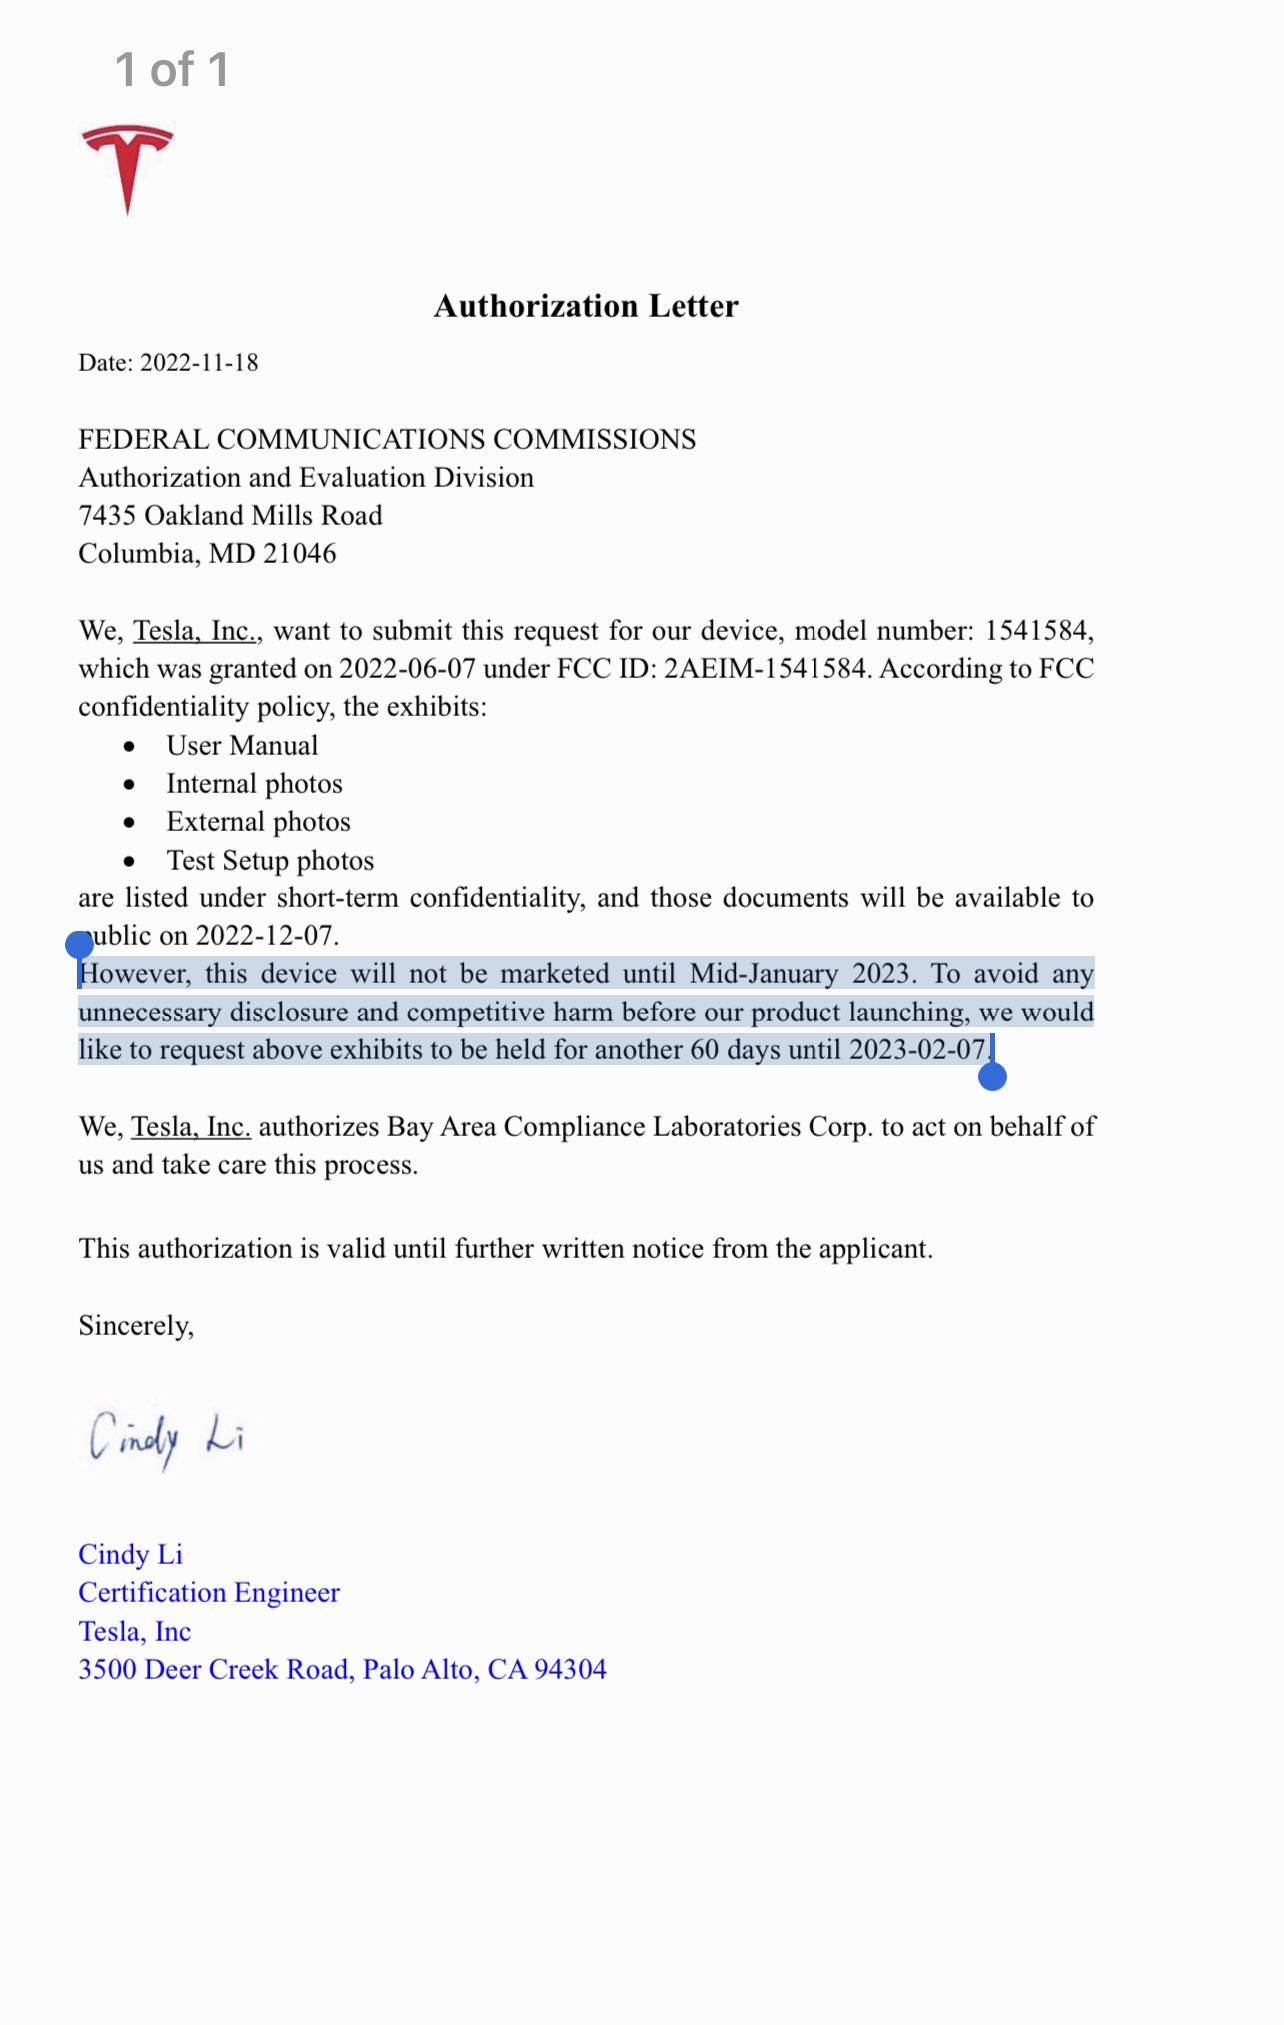 1 of 1
Authorization Letter
Date: 2022-11-18
FEDERAL COMMUNICATIONS COMMISSIONS
Authorization and Evaluation Division
7435 Oakland Mills Road
Columbia, MD 21046
We, Tesla, Inc., want to submit this request for our device, model number: 1541584,
which was granted on 2022-06-07 under FCC ID: 2AEIM-1541584. According to FCC
confidentiality policy, the exhibits:
• User Manual
• Internal photos
• External photos
• Test Setup photos
are listed under short-term confidentiality, and those documents will be available to
public on 2022-12-07.
However, this device will not be marketed until Mid-January 2023. To avoid any
unnecessary disclosure and competitive harm before our product launching, we would
like to request above exhibits to be held for another 60 days until 2023-02-07.
We, Tesla, Inc. authorizes Bay Area Compliance Laboratories Corp. to act on behalf of
us and take care this process.
This authorization is valid until further written notice from the applicant.
Sincerely,
Cindy Li
Cindy Li
Certification Engineer
Tesla, Inc
3500 Deer Creek Road, Palo Alto, CA 94304